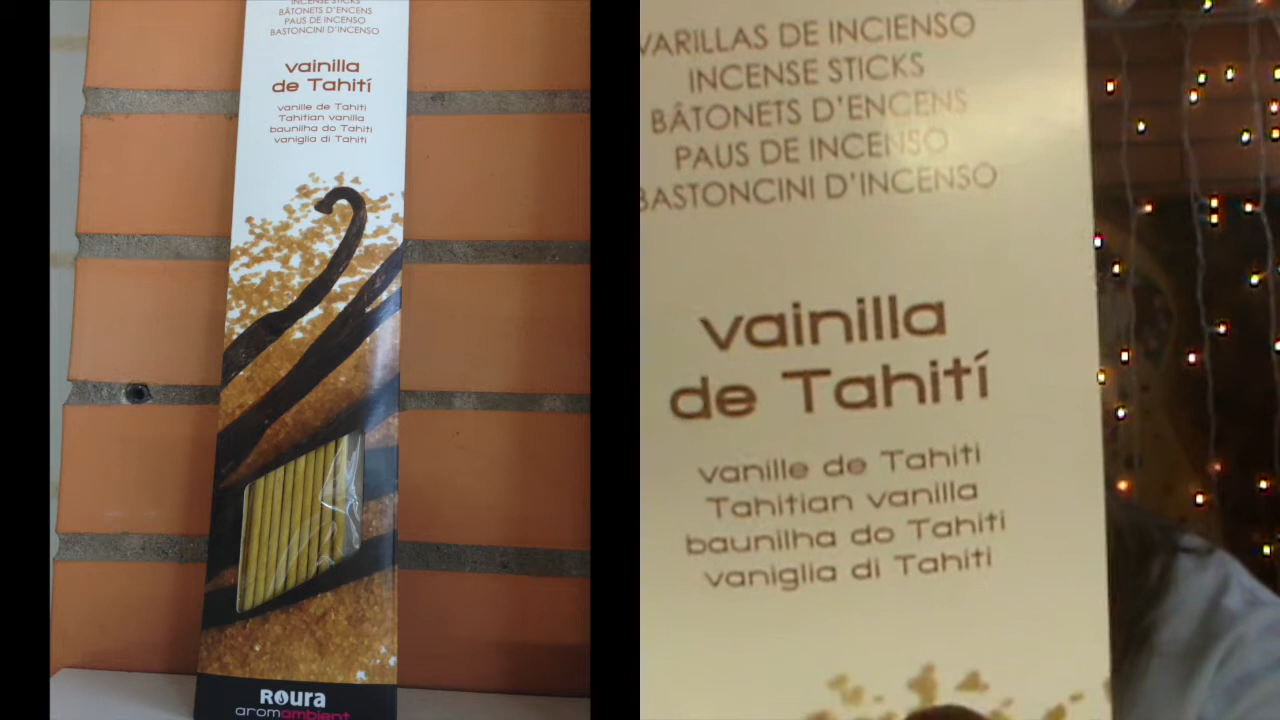 INCENSE STICKS
BÂTONETS D'ENCENS
PAUS DE INCENSO
BASTONCINI D'INCENSO
vainilla
de Tahití
vanille de Tahiti
Tahitian vanilla
baunilha do Tahiti
vaniglia di Tahiti
Roura
aromambient
VARILLAS DE INCIENSO
INCENSE STICKS
BÂTONETS D'ENCENS
PAUS DE INCENSO
BASTONCINI D'INCENSO
vainilla
de Tahití
vanille de Tahiti
Tahitian vanilla
baunilha do Tahiti
vaniglia di Tahiti